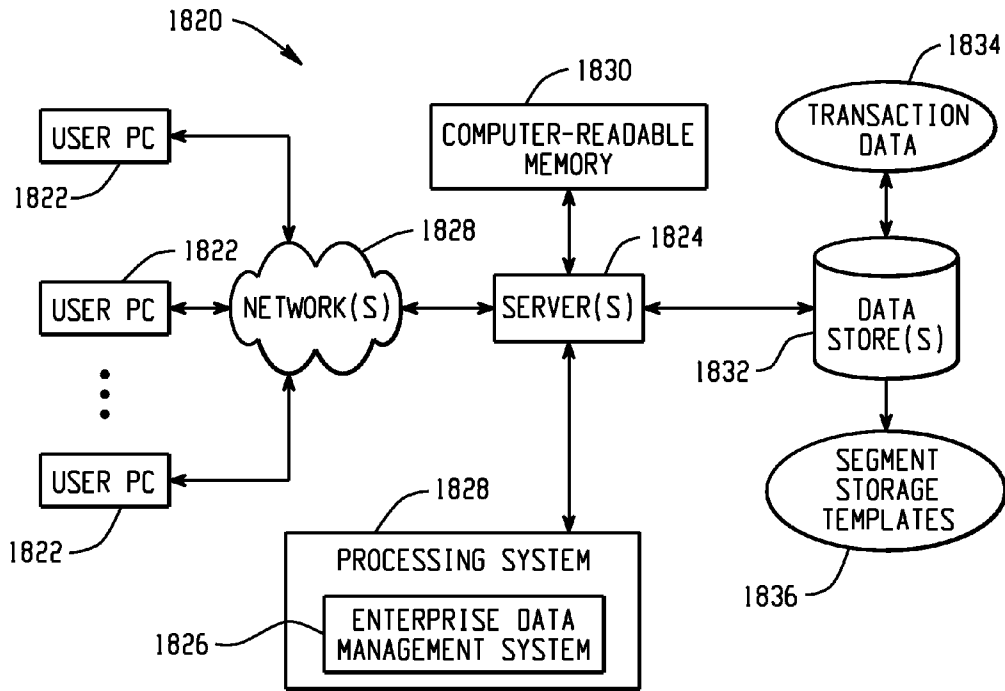 1820
1830
1834
USER PC
COMPUTER-READABLE
MEMORY
TRANSACTION
DATA
1822
1822
1828
1824
USER PC
NETWORK(S)
SERVER(S)
DATA
STORE(S)
1832
USER PC
1822
1828
SEGMENT
STORAGE
TEMPLATES
PROCESSING SYSTEM
1826
ENTERPRISE DATA
MANAGEMENT SYSTEM
1836